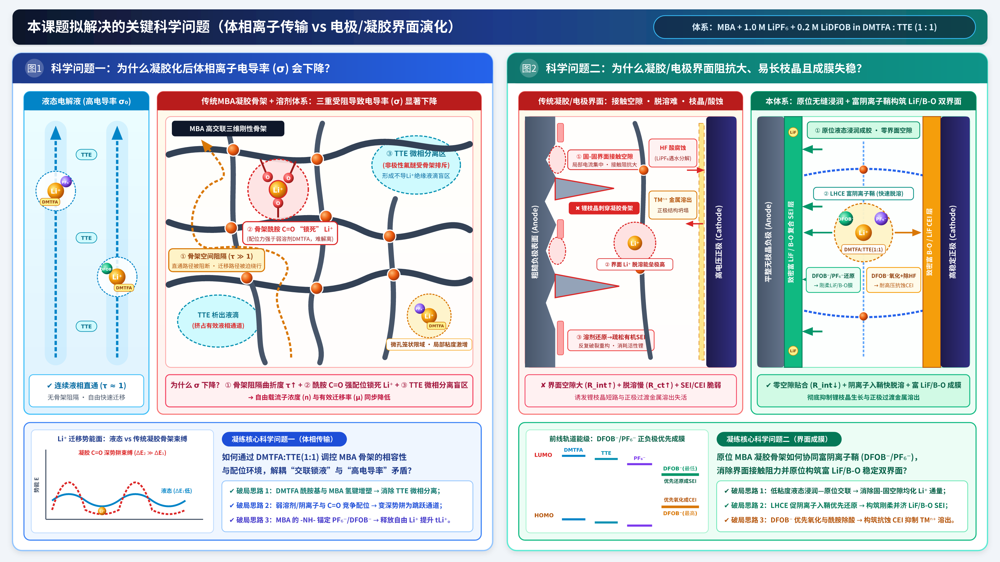 本课题拟解决的关键科学问题（体相离子传输 vs 电极/凝胶界面演化）
体系：MBA + 1.0 M LiPF₆ + 0.2 M LiDFOB in DMTFA : TTE (1 : 1)
图1 科学问题一：为什么凝胶化后体相离子电导率 (σ) 会下降？
液态电解液 (高电导率 σ₀)
TTE
PF₆⁻
Li⁺
DMTFA
TTE
DFOB⁻
Li⁺
DMTFA
TTE
✔ 连续液相直通 (τ ≈ 1)
无骨架阻隔 · 自由快速迁移
传统MBA凝胶骨架 + 溶剂体系：三重受阻导致电导率 (σ) 显著下降
MBA 高交联三维刚性骨架
③ TTE 微相分离区
(非极性氟醚受骨架排斥)
形成不导Li⁺绝缘液滴盲区
O
O
Li⁺
O
② 骨架酰胺 C=O “锁死” Li⁺
(配位力强于弱溶剂DMTFA，难解离)
① 骨架空间阻隔 (τ ≫ 1)
直通路径被阻断 · 迁移路径被迫绕行
TTE 析出液滴
(挤占有效液相通道)
PF₆⁻
Li⁺
DMTFA
微孔笼状限域 · 局部粘度激增
为什么 σ 下降？ ① 骨架阻隔曲折度 τ↑ + ② 酰胺 C=O 强配位锁死 Li⁺ + ③ TTE 微相分离盲区
→ 自由载流子浓度 (n) 与有效迁移率 (μ) 同步降低
Li⁺ 迁移势能面：液态 vs 传统凝胶骨架束缚
凝胶 C=O 深势阱束缚 (ΔE₂ ≫ ΔE₁)
势能 E
液态 (ΔE₁低)
Li⁺
凝练核心科学问题一（体相传输）
如何通过 DMTFA:TTE(1:1) 调控 MBA 骨架的相容性
与配位环境，解耦“交联锁液”与“高电导率”矛盾？
✔ 破局思路 1：DMTFA 酰胺基与 MBA 氢键增塑 → 消除 TTE 微相分离；
✔ 破局思路 2：弱溶剂/阴离子与 C=O 竞争配位 → 变深势阱为跳跃通道；
✔ 破局思路 3：MBA 的 -NH- 锚定 PF₆⁻/DFOB⁻ → 释放自由 Li⁺ 提升 tLi⁺。
图2 科学问题二：为什么凝胶/电极界面阻抗大、易长枝晶且成膜失稳？
传统凝胶/电极界面：接触空隙 · 脱溶难 · 枝晶/酸蚀
粗糙负极表面 (Anode)
① 固-固界面接触空隙
局部电流集中 · 接触阻抗大
HF 酸腐蚀
(LiPF₆遇水分解)
TMⁿ⁺ 金属溶出
正极结构坍塌
✖ 锂枝晶刺穿凝胶骨架
Li⁺
② 界面 Li⁺ 脱溶能垒极高
③ 溶剂还原→疏松有机SEI
反复破裂重构 · 消耗活性锂
高电压正极 (Cathode)
✘ 界面空隙大 (R_int↑) + 脱溶慢 (R_ct↑) + SEI/CEI 脆弱
诱发锂枝晶短路与正极过渡金属溶出失活
本体系：原位无缝浸润 + 富阴离子鞘构筑 LiF/B-O 双界面
平整无枝晶负极 (Anode)
LiF
致密富 LiF / B-O 复合 SEI 层
LiF
① 原位液态浸润成胶 · 零界面空隙
② LHCE 富阴离子鞘 (快速脱溶)
DFOB⁻
PF₆⁻
Li⁺
DMTFA:TTE(1:1)
DFOB⁻/PF₆⁻还原
→ 刚柔LiF/B-O膜
DFOB⁻氧化+除HF
→ 耐高压抗蚀CEI
致密富 B-O / LiF CEI 层
高稳定正极 (Cathode)
✔ 零空隙贴合 (R_int↓) + 阴离子入鞘快脱溶 + 富 LiF/B-O 成膜
彻底抑制锂枝晶生长与正极过渡金属溶出
前线轨道能级：DFOB⁻/PF₆⁻ 正负极优先成膜
LUMO
DMTFA
TTE
PF₆⁻
DFOB⁻(最低)
优先还原成SEI
优先氧化成CEI
DFOB⁻(最高)
HOMO
凝练核心科学问题二（界面成膜）
原位 MBA 凝胶骨架如何协同富阴离子鞘 (DFOB⁻/PF₆⁻)，
消除界面接触阻力并原位构筑富 LiF/B-O 稳定双界面？
✔ 破局思路 1：低粘度液态浸润—原位交联 → 消除固-固空隙均化 Li⁺ 通量；
✔ 破局思路 2：LHCE 促阴离子入鞘优先还原 → 构筑刚柔并济 LiF/B-O SEI；
✔ 破局思路 3：DFOB⁻ 优先氧化与酰胺除酸 → 构筑抗蚀 CEI 抑制 TMⁿ⁺ 溶出。